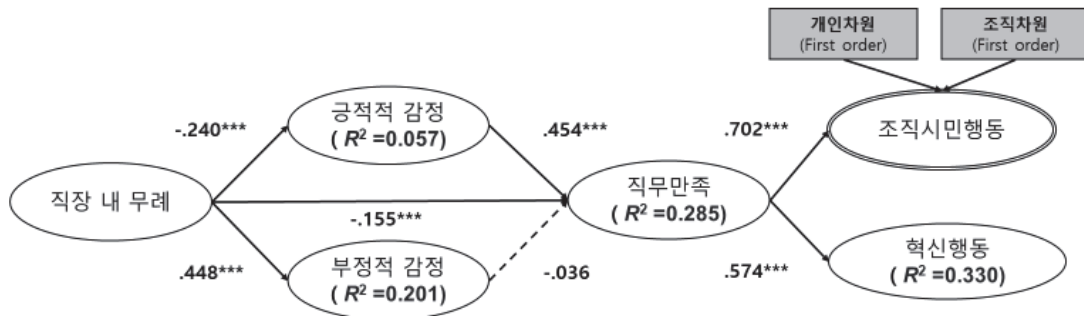 개인차원
(First order)
조직차원
(First order)
긍적적 감정
( R² =0.057)
-.240***
.454***
.702***
조직시민행동
직장 내 무례
직무만족
( R² =0.285)
-.155***
부정적 감정
( R² =0.201)
.448***
-.036
.574***
혁신행동
( R² =0.330)